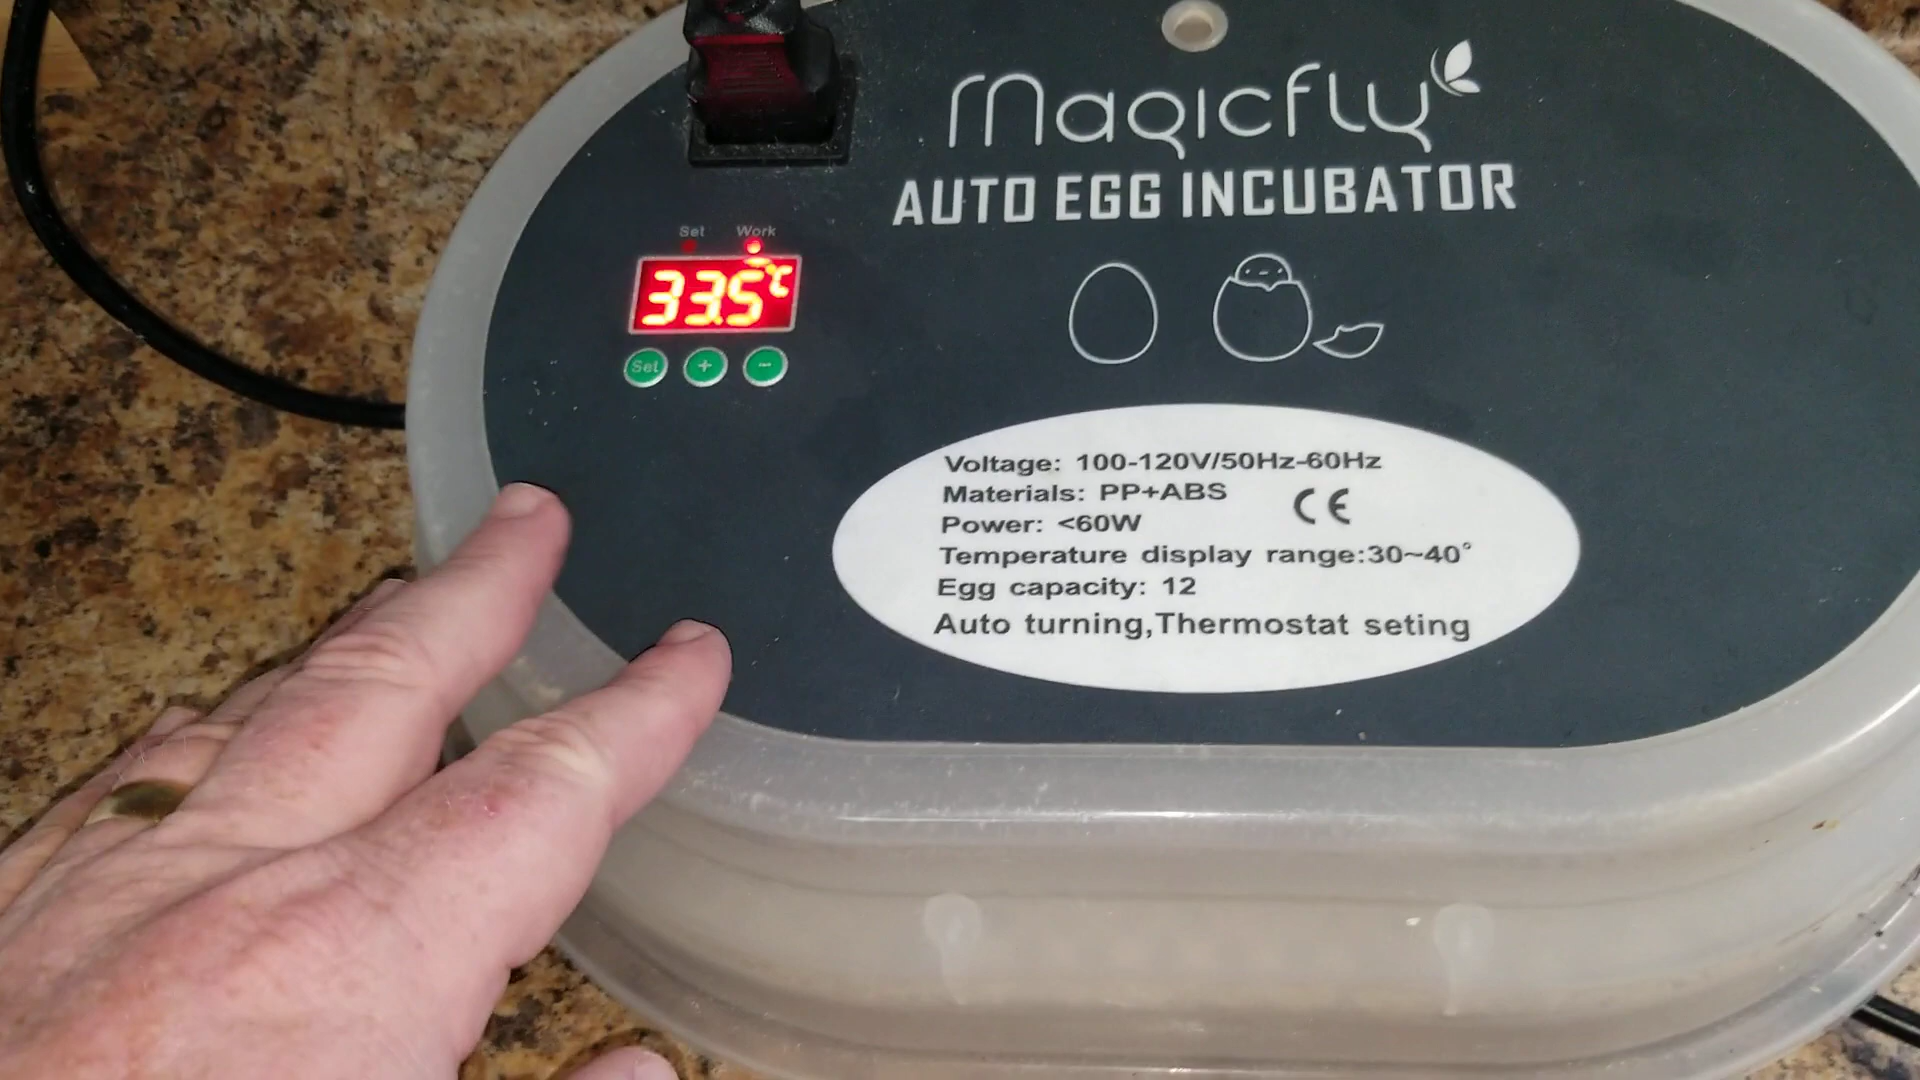 Magicfly
AUTO EGG INCUBATOR
Set Work
33.5°C
Set + -
Voltage: 100-120V/50Hz-60Hz
Materials: PP+ABS
CE
Power: <60W
Temperature display range:30~40°
Egg capacity: 12
Auto turning,Thermostat seting